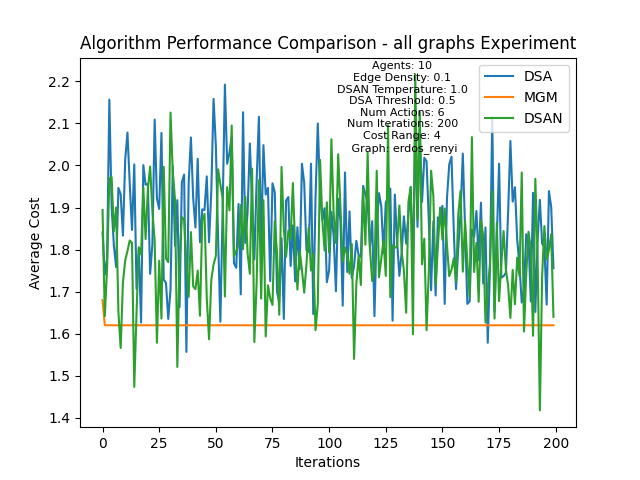 Algorithm Performance Comparison - all graphs Experiment
Agents: 10
Edge Density: 0.1
DSAN Temperature: 1.0
DSA Threshold: 0.5
Num Actions: 6
Num Iterations: 200
Cost Range: 4
Graph: erdos_renyi
DSA
MGM
DSAN
Average Cost
2.2
2.1
2.0
1.9
1.8
1.7
1.6
1.5
1.4
0
25
50
75
100
125
150
175
200
Iterations